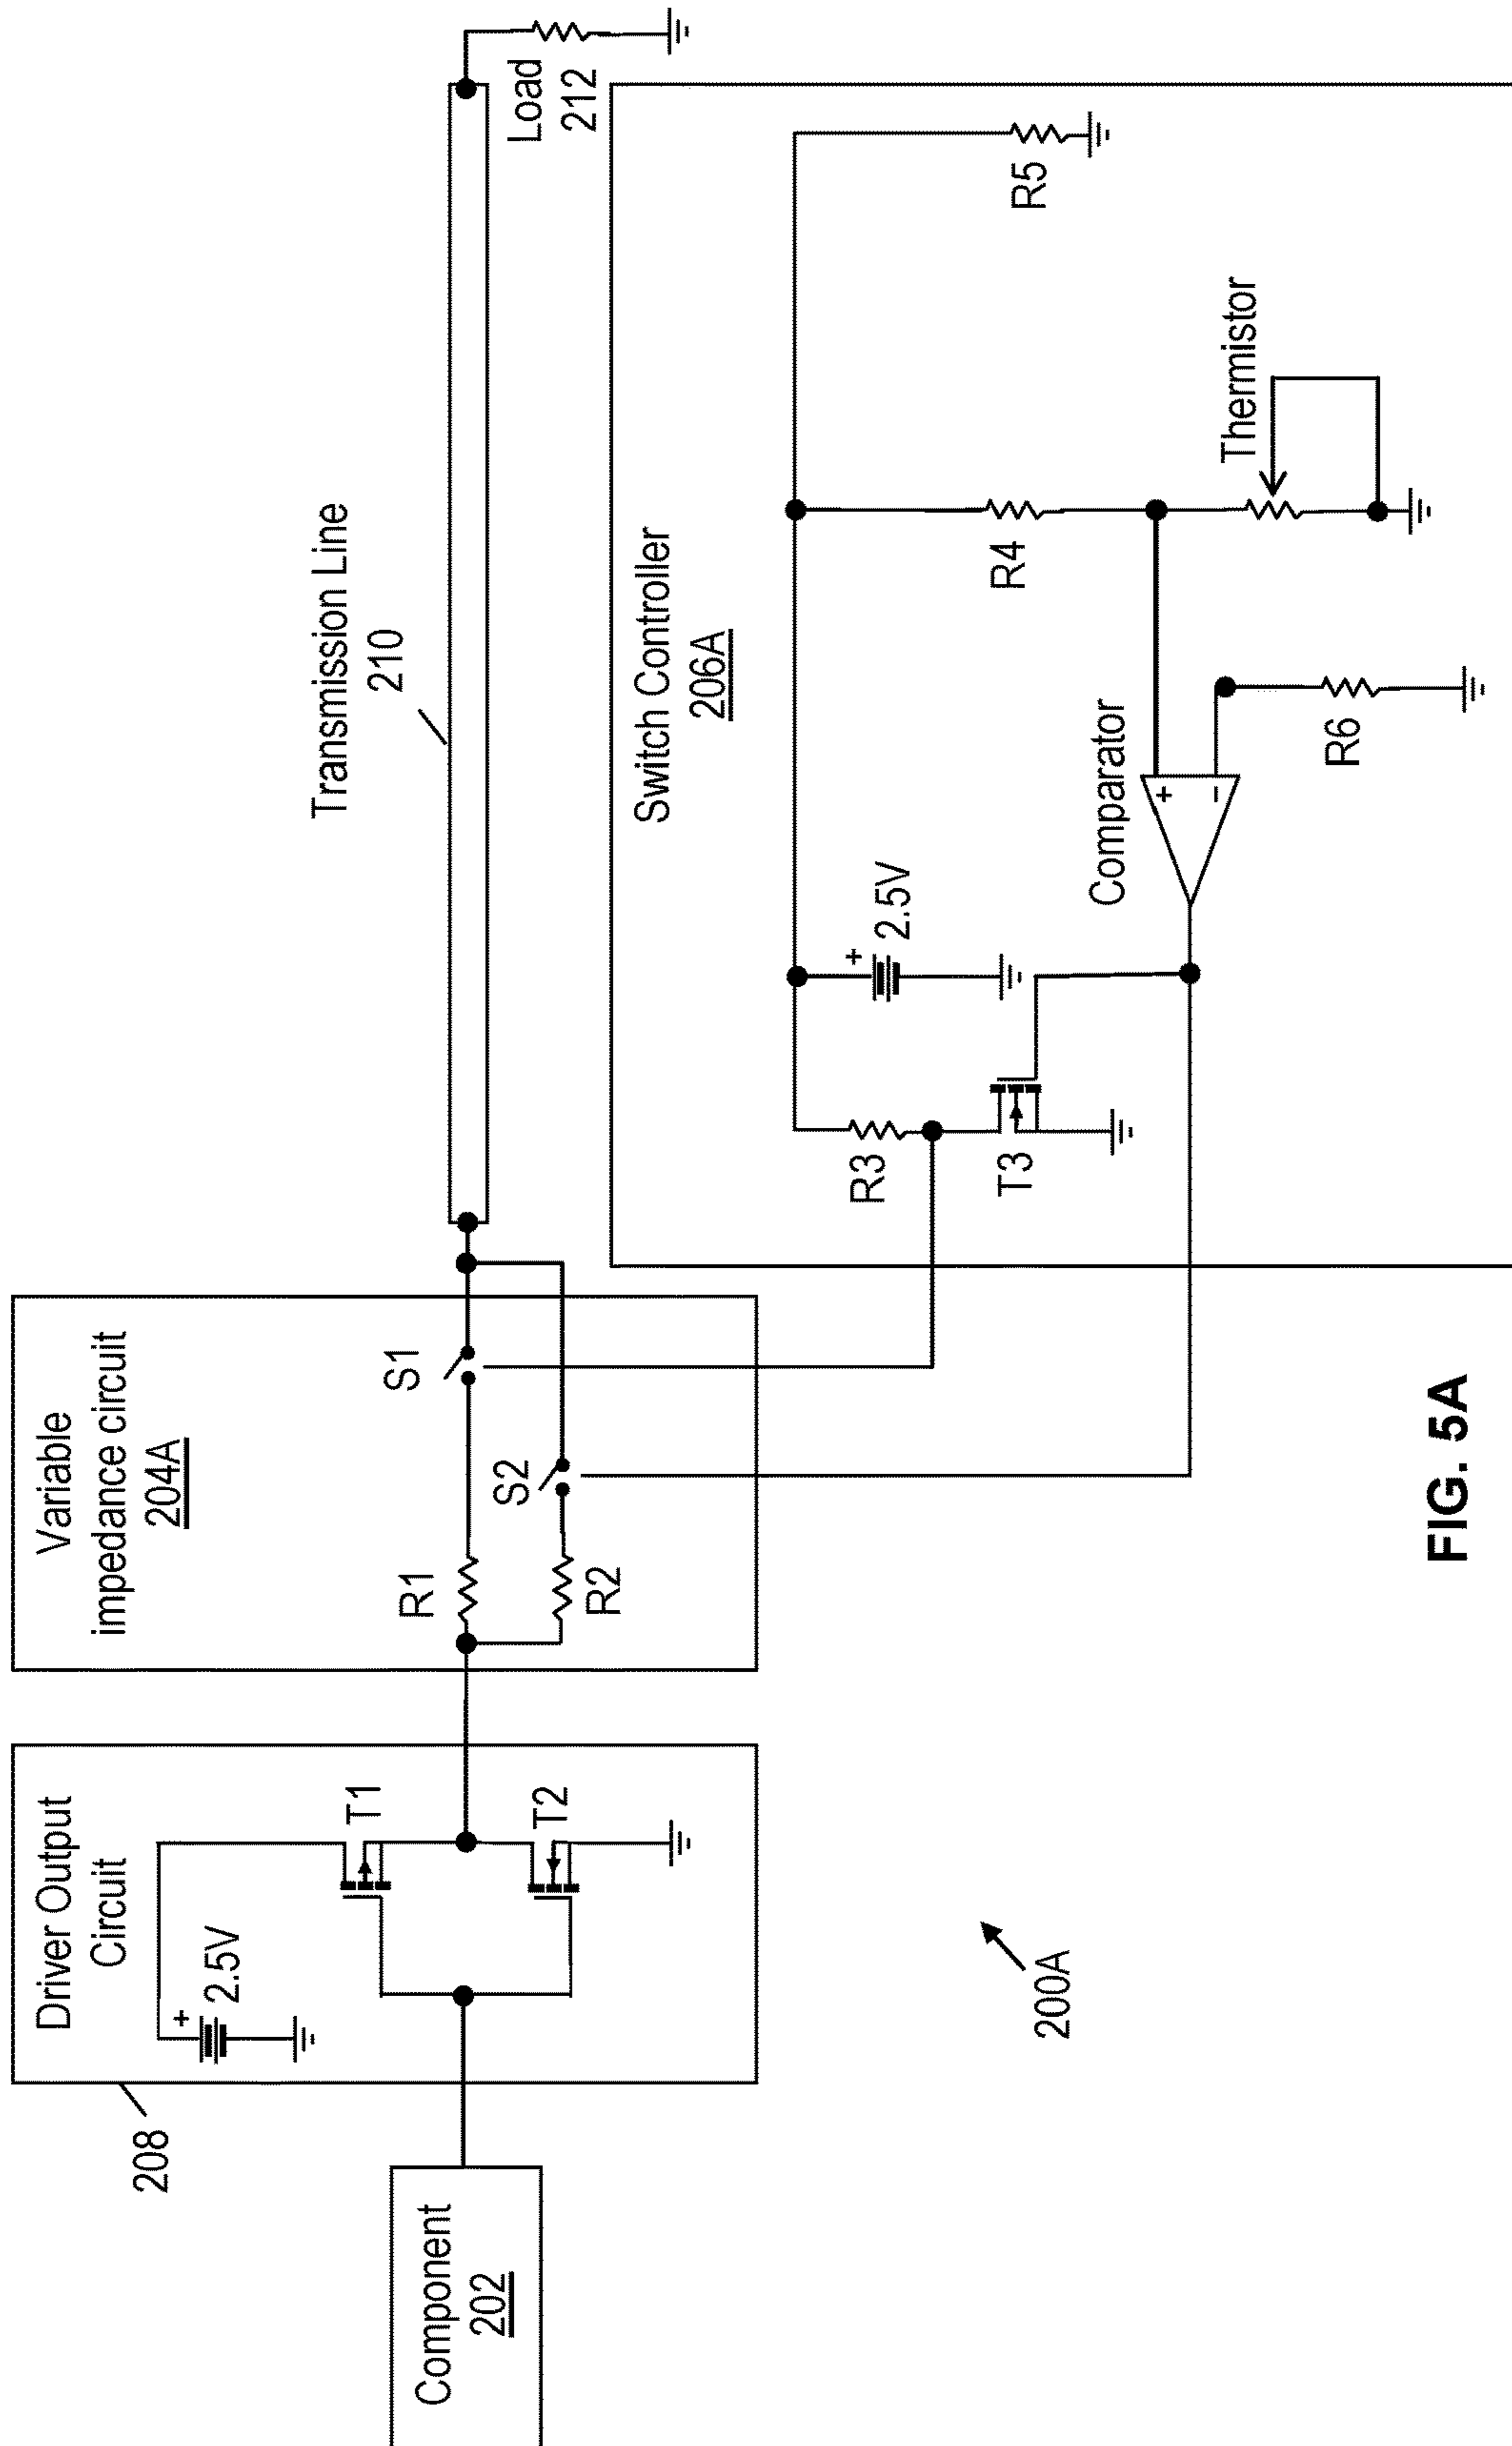 Component
202
208
Driver Output
Circuit
+
2.5V
T1
T2
200A
Variable
impedance circuit
204A
R1
R2
S1
S2
Transmission Line
210
Load
212
Switch Controller
206A
R3
T3
+
2.5V
Comparator
+
−
R4
R5
R6
Thermistor
FIG. 5A